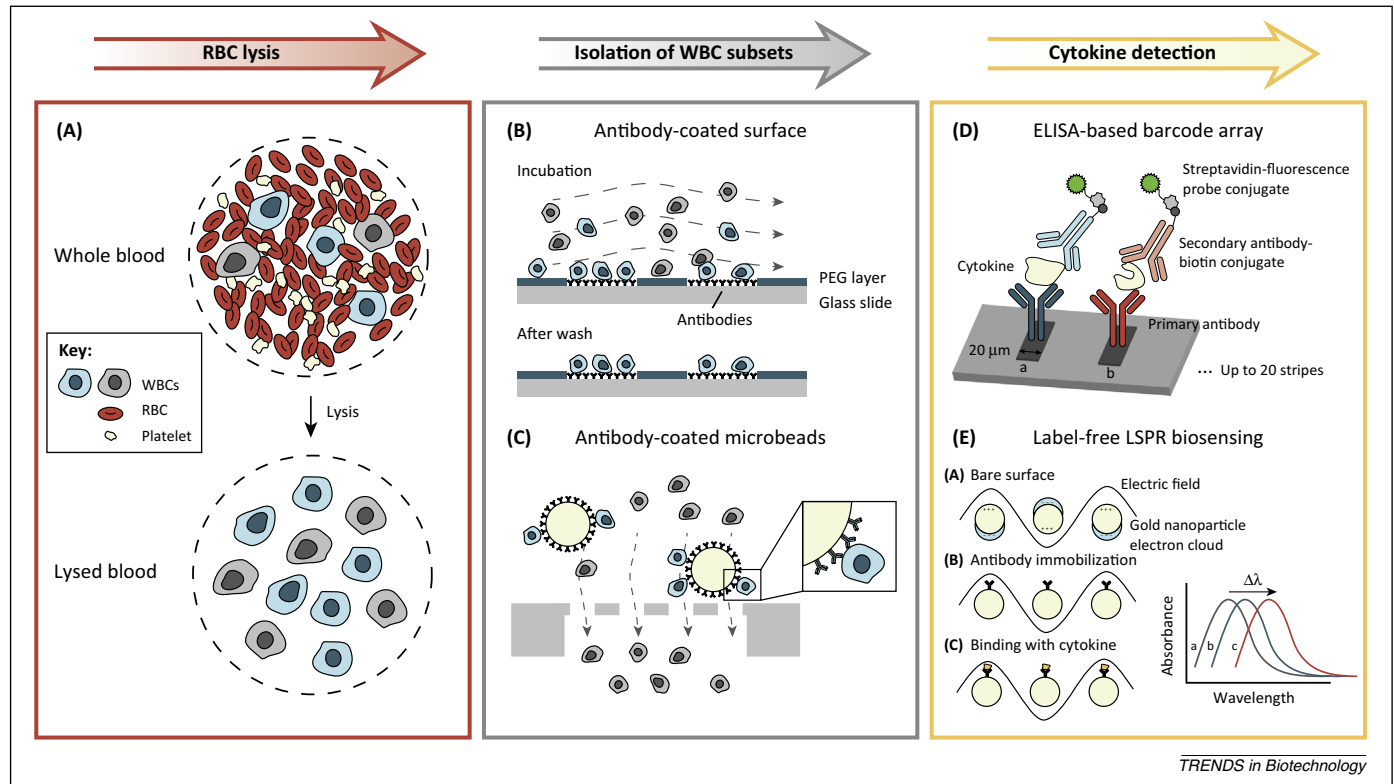 RBC lysis
Isolation of WBC subsets
Cytokine detection
(A)
Whole blood
Key:
WBCs
RBC
Platelet
Lysis
Lysed blood
(B) Antibody-coated surface
Incubation
PEG layer
Glass slide
Antibodies
After wash
(C) Antibody-coated microbeads
(D) ELISA-based barcode array
Streptavidin-fluorescence
probe conjugate
Secondary antibody-
biotin conjugate
Cytokine
Primary antibody
20 μm
a
b
... Up to 20 stripes
(E) Label-free LSPR biosensing
(A) Bare surface
Electric field
Gold nanoparticle
electron cloud
(B) Antibody immobilization
(C) Binding with cytokine
Δλ
a
b
c
Absorbance
Wavelength
TRENDS in Biotechnology